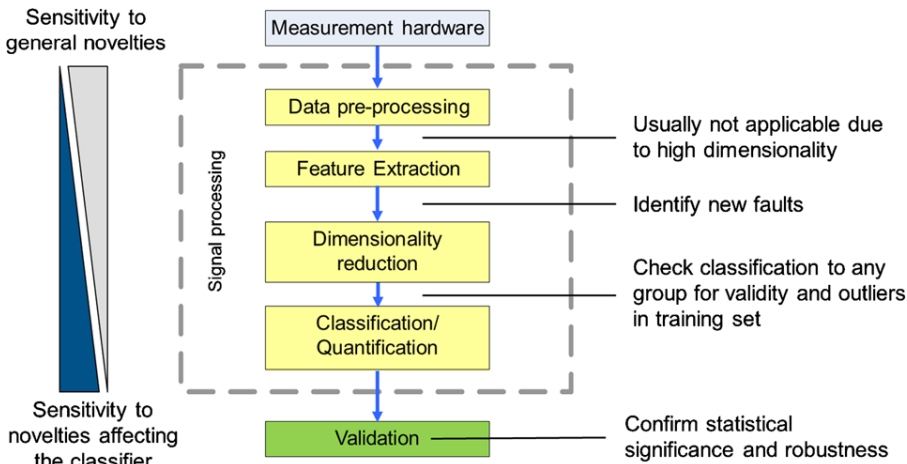 Sensitivity to
general novelties
Measurement hardware
Signal processing
Data pre-processing
Usually not applicable due
to high dimensionality
Feature Extraction
Identify new faults
Dimensionality
reduction
Check classification to any
group for validity and outliers
in training set
Classification/
Quantification
Sensitivity to
novelties affecting
the classifier
Validation
Confirm statistical
significance and robustness